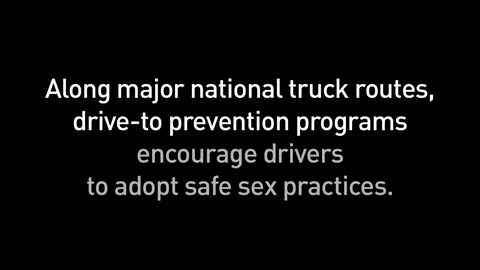 Along major national truck routes,
drive-to prevention programs
encourage drivers
to adopt safe sex practices.